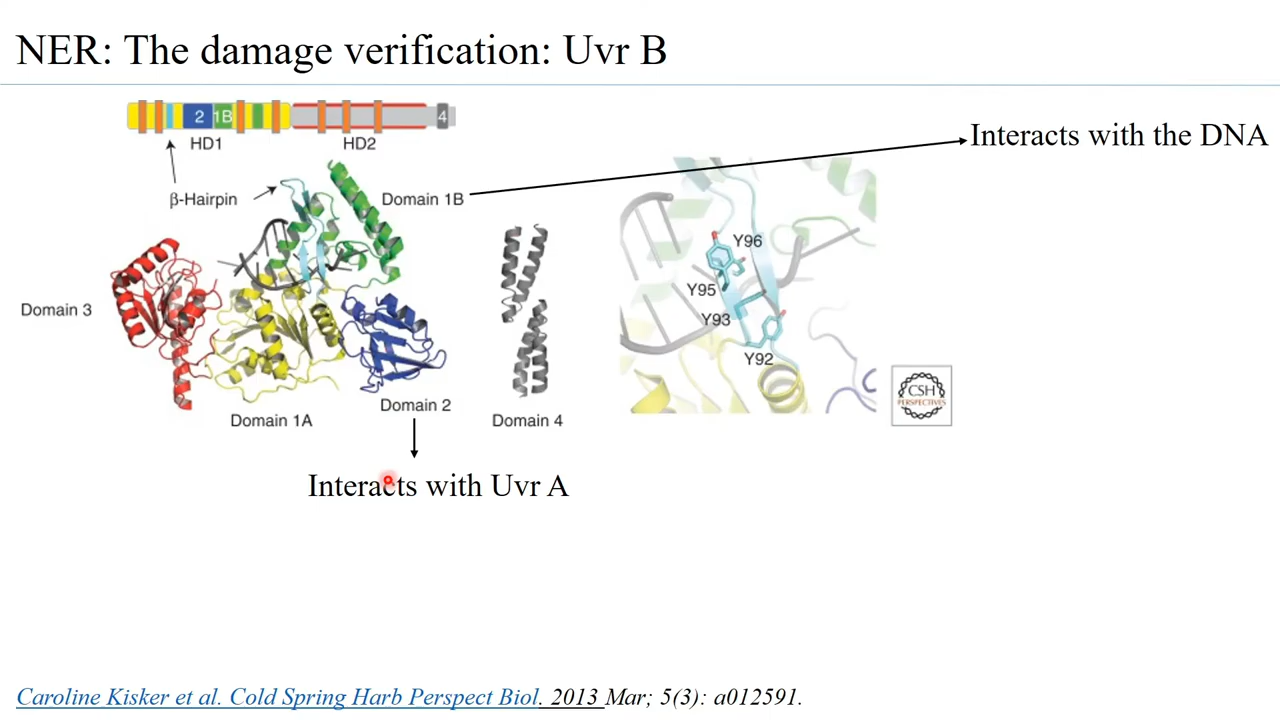 NER: The damage verification: Uvr B
2 1B 4
HD1 HD2
Interacts with the DNA
β-Hairpin
Domain 1B
Domain 3
Domain 1A
Domain 2
Domain 4
Y96
Y95
Y93
Y92
CSH
PERSPECTIVES
Interacts with Uvr A
Caroline Kisker et al. Cold Spring Harb Perspect Biol. 2013 Mar; 5(3): a012591.